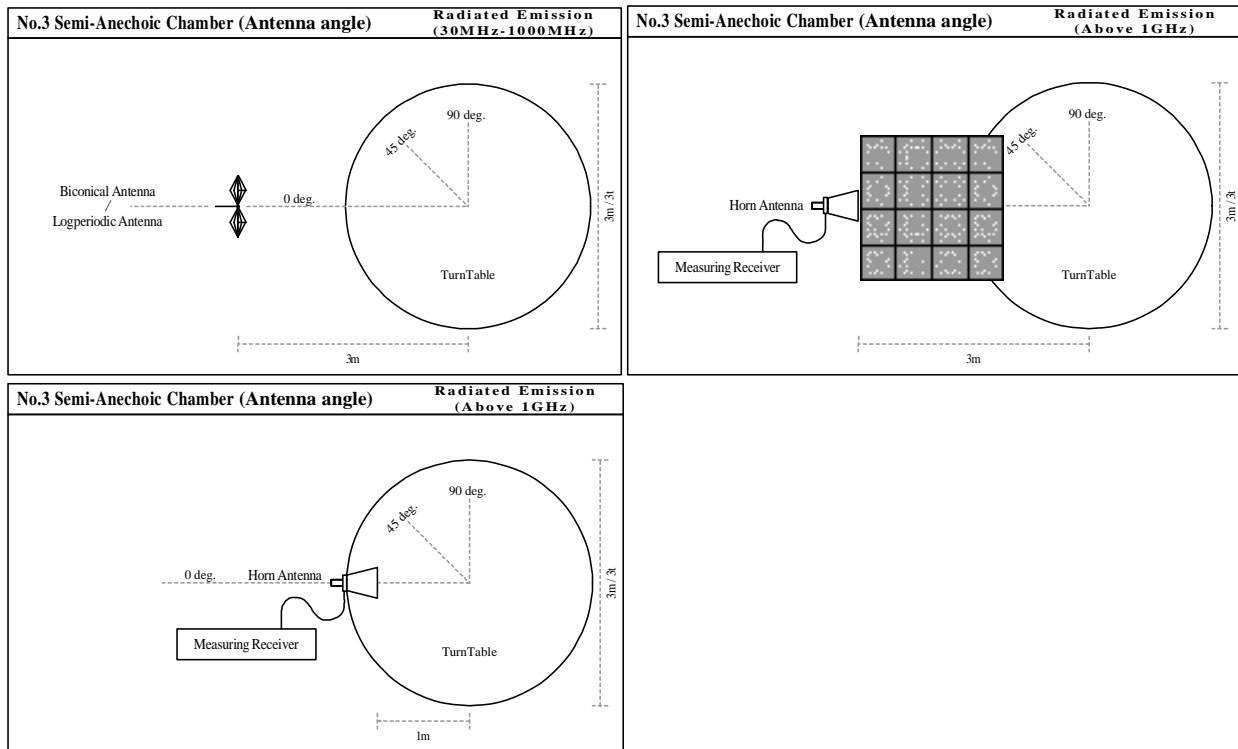 No.3 Semi-Anechoic Chamber (Antenna angle)
Radiated Emission
(30MHz-1000MHz)
90 deg.
45 deg.
Biconical Antenna
0 deg.
Logperiodic Antenna
3m / 3t
TurnTable
3m
No.3 Semi-Anechoic Chamber (Antenna angle)
Radiated Emission
(Above 1GHz)
90 deg.
45 deg.
Horn Antenna
3m / 3t
Measuring Receiver
TurnTable
3m
No.3 Semi-Anechoic Chamber (Antenna angle)
Radiated Emission
(Above 1GHz)
90 deg.
45 deg.
0 deg.
Horn Antenna
3m / 3t
Measuring Receiver
TurnTable
1m